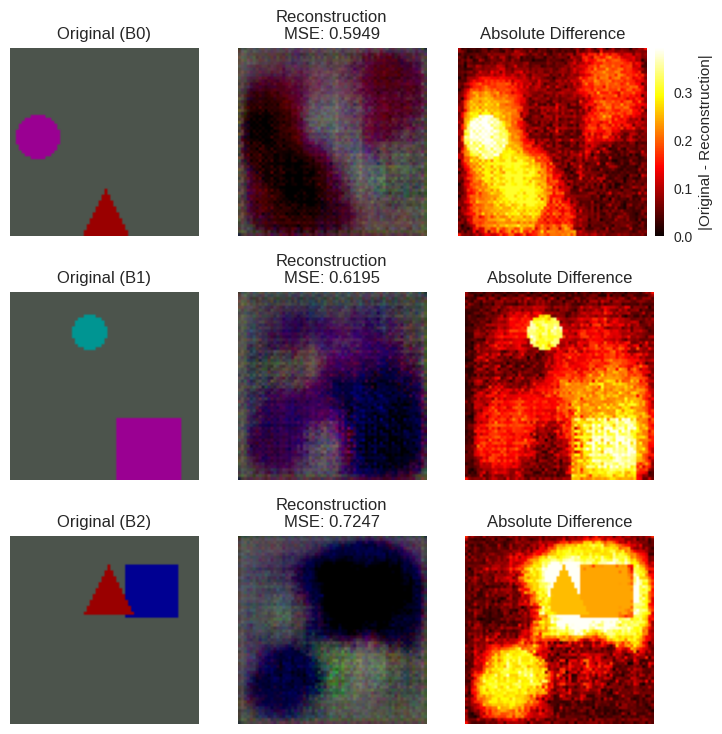 Original (B0)
Reconstruction
MSE: 0.5949
Absolute Difference
0.3
0.2
0.1
0.0
|Original - Reconstruction|
Original (B1)
Reconstruction
MSE: 0.6195
Absolute Difference
Original (B2)
Reconstruction
MSE: 0.7247
Absolute Difference